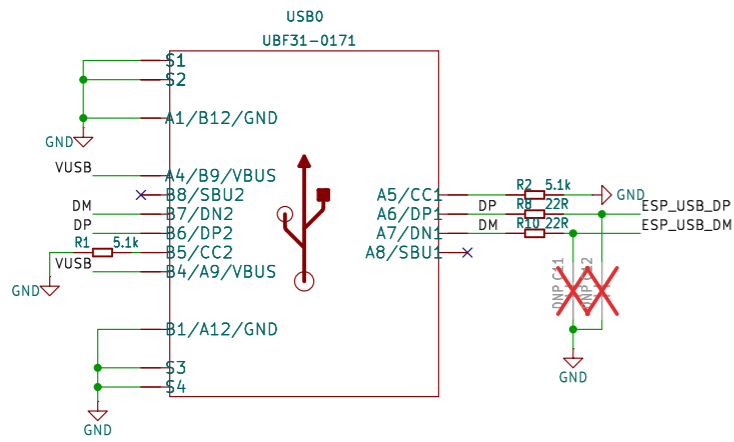 USB0
UBF31-0171
S1
S2
A1/B12/GND
GND
VUSB
A4/B9/VBUS
B8/SBU2
DM
B7/DN2
DP
B6/DP2
R1 5.1k
B5/CC2
VUSB
B4/A9/VBUS
GND
B1/A12/GND
S3
S4
GND
A5/CC1
R2 5.1k
GND
A6/DP1
DP
R8 22R
ESP_USB_DP
A7/DN1
DM
R10 22R
ESP_USB_DM
A8/SBU1
DNP C11
DNP C12
GND